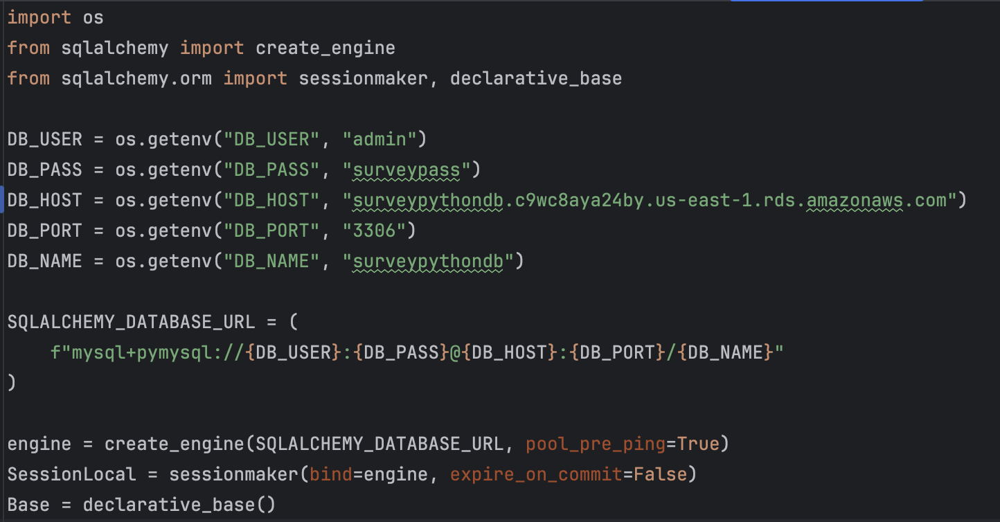 import os
from sqlalchemy import create_engine
from sqlalchemy.orm import sessionmaker, declarative_base
DB_USER = os.getenv("DB_USER", "admin")
DB_PASS = os.getenv("DB_PASS", "surveypass")
DB_HOST = os.getenv("DB_HOST", "surveypythondb.c9wc8aya24by.us-east-1.rds.amazonaws.com")
DB_PORT = os.getenv("DB_PORT", "3306")
DB_NAME = os.getenv("DB_NAME", "surveypythondb")
SQLALCHEMY_DATABASE_URL = (
    f"mysql+pymysql://{DB_USER}:{DB_PASS}@{DB_HOST}:{DB_PORT}/{DB_NAME}"
)
engine = create_engine(SQLALCHEMY_DATABASE_URL, pool_pre_ping=True)
SessionLocal = sessionmaker(bind=engine, expire_on_commit=False)
Base = declarative_base()